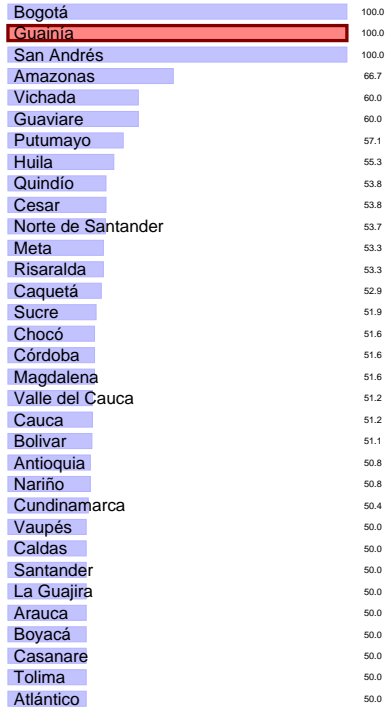 Bogotá 100.0
Guainía 100.0
San Andrés 100.0
Amazonas 66.7
Vichada 60.0
Guaviare 60.0
Putumayo 57.1
Huila 55.3
Quindío 53.8
Cesar 53.8
Norte de Santander 53.7
Meta 53.3
Risaralda 53.3
Caquetá 52.9
Sucre 51.9
Chocó 51.6
Córdoba 51.6
Magdalena 51.6
Valle del Cauca 51.2
Cauca 51.2
Bolivar 51.1
Antioquia 50.8
Nariño 50.8
Cundinamarca 50.4
Vaupés 50.0
Caldas 50.0
Santander 50.0
La Guajira 50.0
Arauca 50.0
Boyacá 50.0
Casanare 50.0
Tolima 50.0
Atlántico 50.0